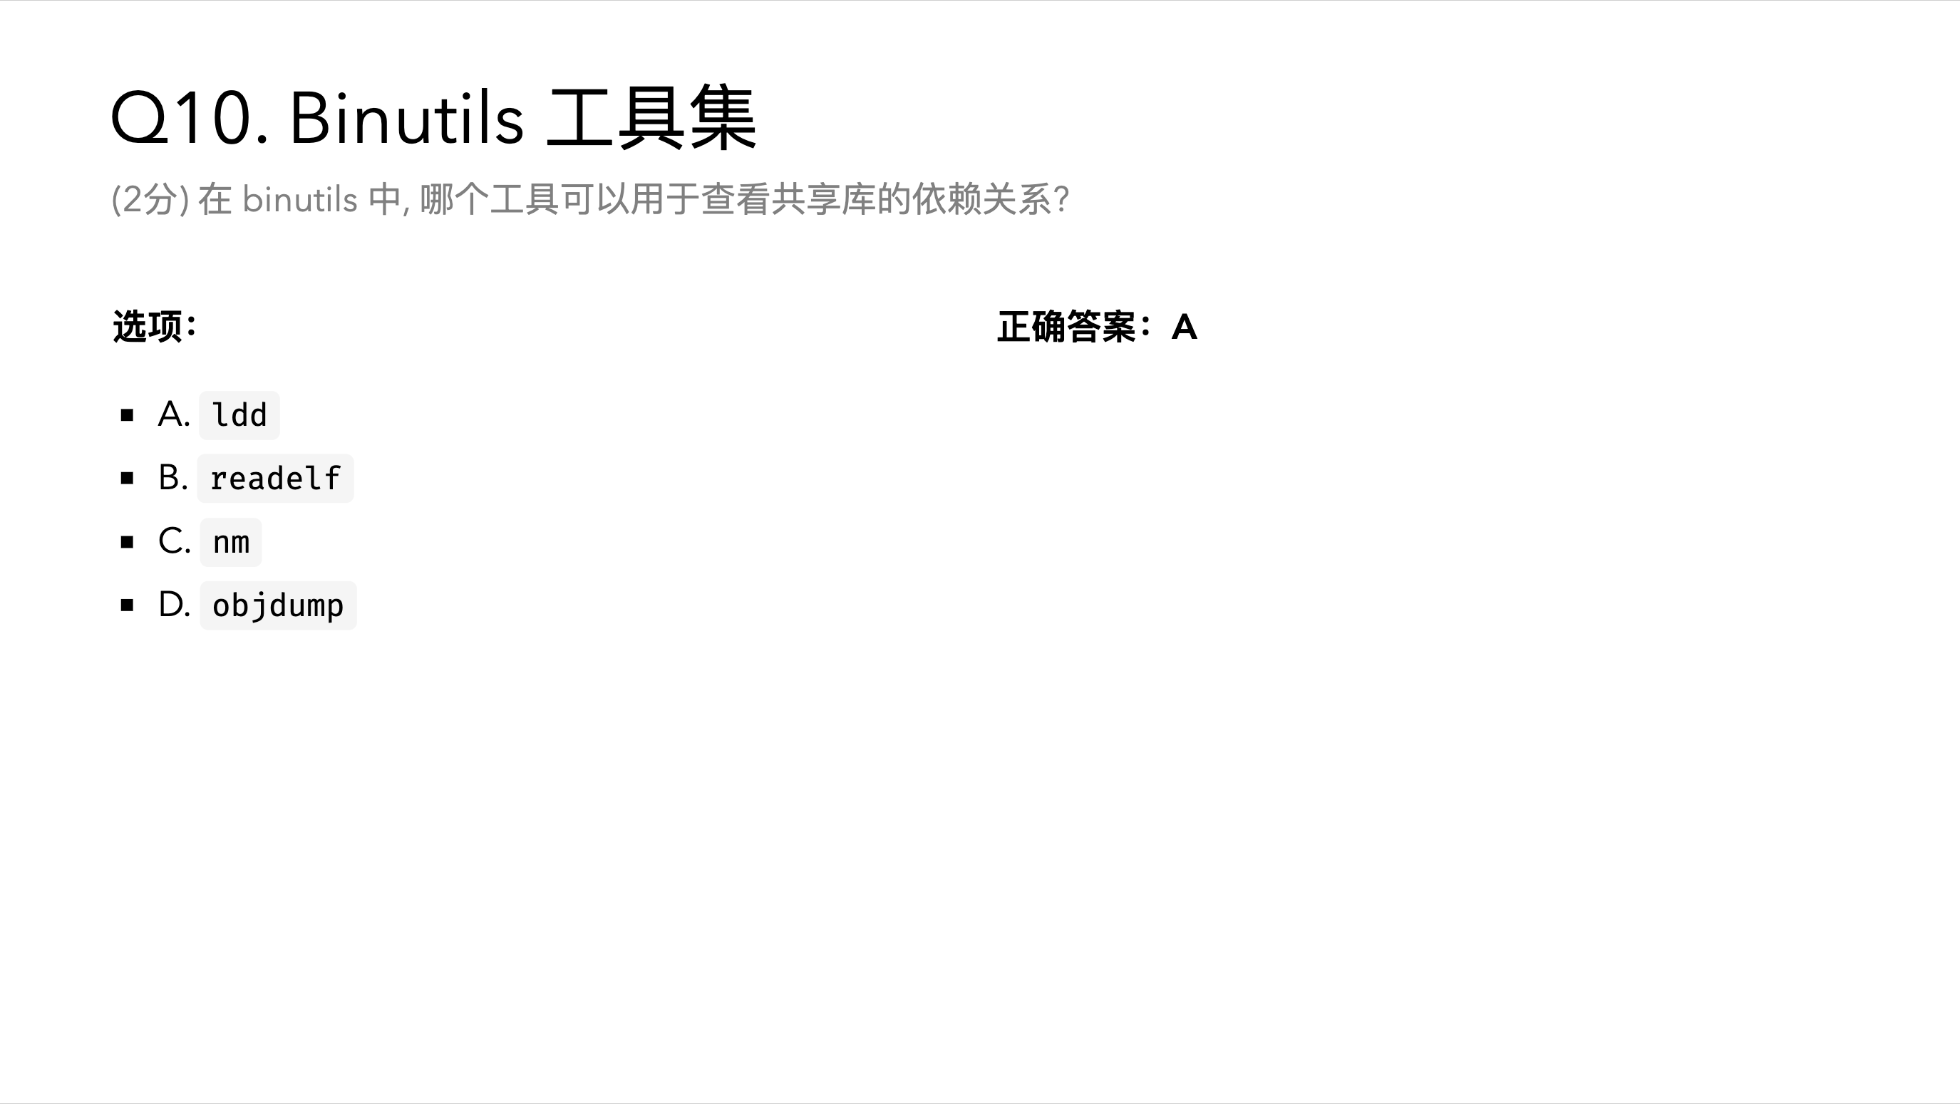 Q10. Binutils 工具集
(2分) 在 binutils 中, 哪个工具可以用于查看共享库的依赖关系?
选项：
A. ldd
B. readelf
C. nm
D. objdump
正确答案：A